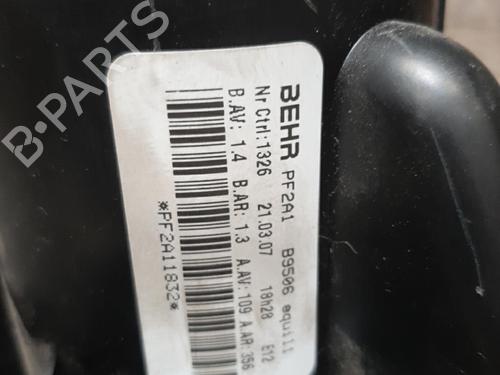 BEHR PF2A1 B9506 equili
Nr Ctrl:1326 21.03.07 18h28 E12
B.AV: 1.4 B.AR: 1.3 A.AV: 109 A.AR: 356
*PF2A11832*
B-PARTS